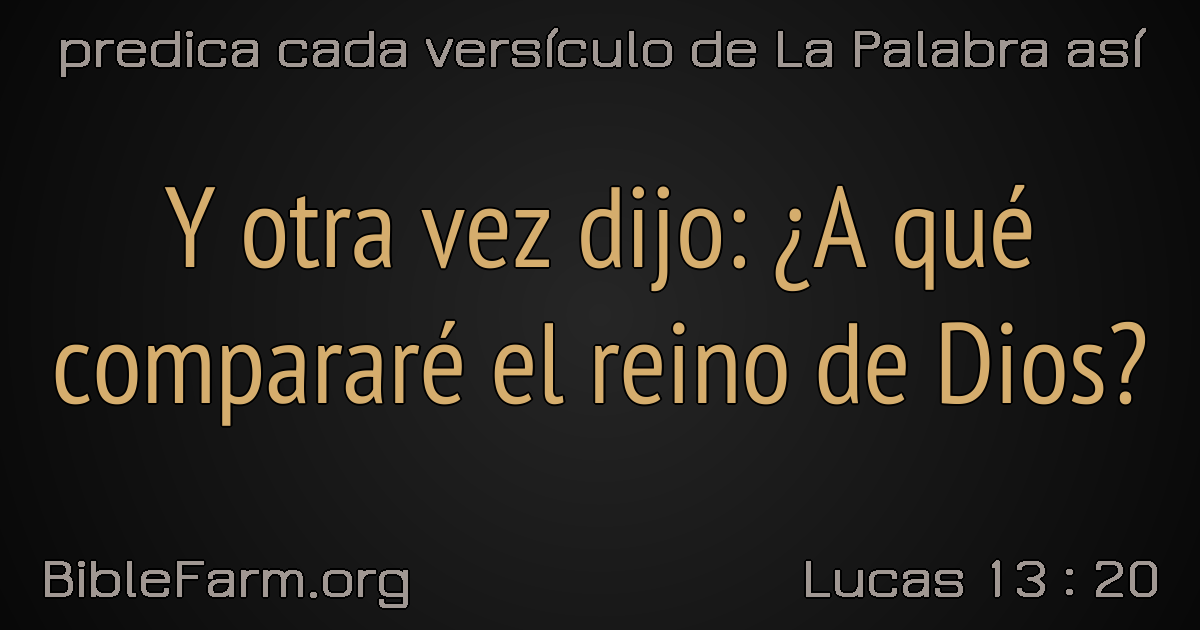 predica cada versículo de La Palabra así
Y otra vez dijo: ¿A qué
compararé el reino de Dios?
BibleFarm.org
Lucas 13 : 20